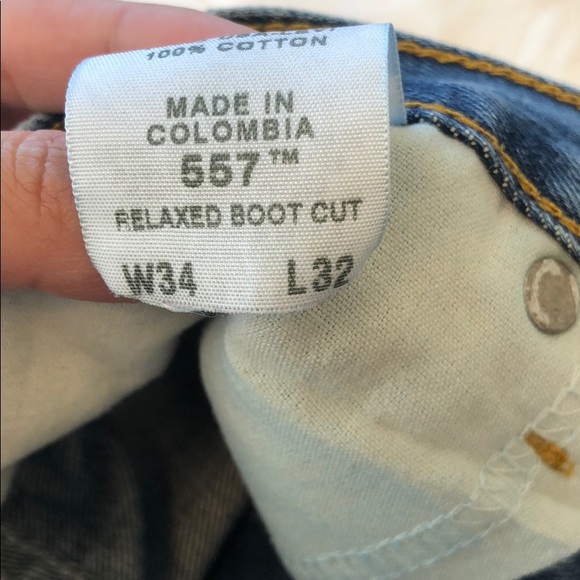 100% COTTON
MADE IN
COLOMBIA
557™
RELAXED BOOT CUT
W34 L32